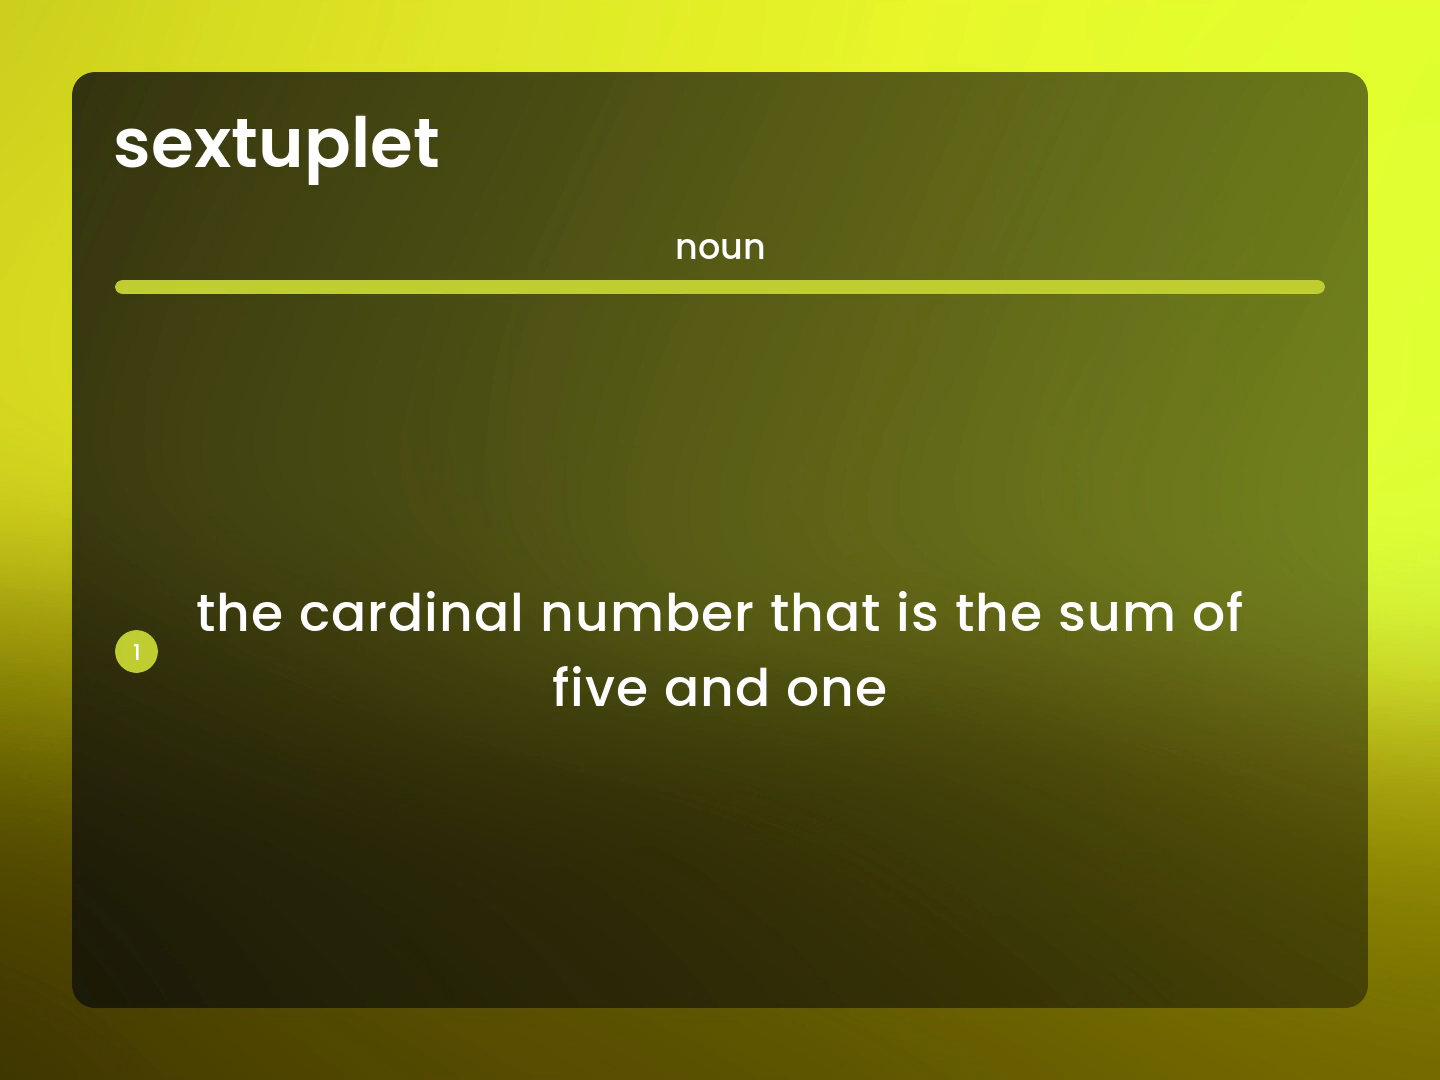 sextuplet
noun
1
the cardinal number that is the sum of
five and one